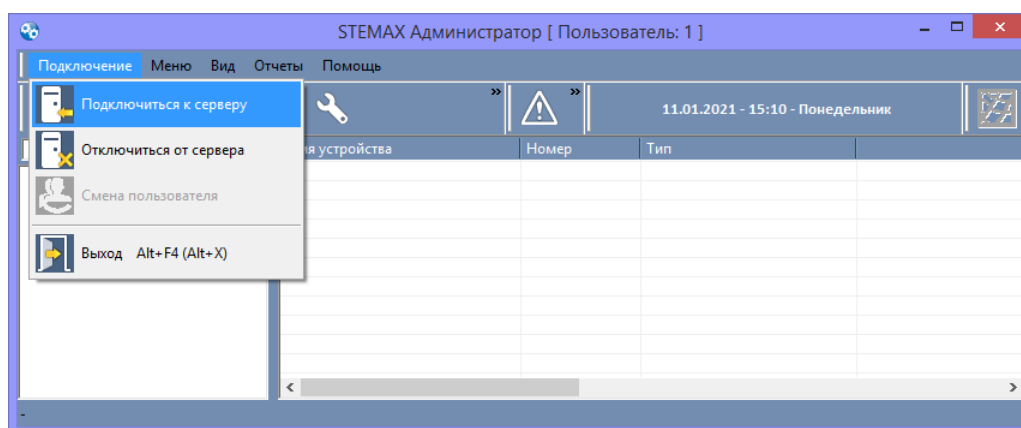 STEMAX Администратор [ Пользователь: 1 ]
Подключение Меню Вид Отчеты Помощь
Подключиться к серверу
» » 11.01.2021 - 15:10 - Понедельник
Отключиться от сервера
устройства Номер Тип
Смена пользователя
Выход Alt+F4 (Alt+X)
-